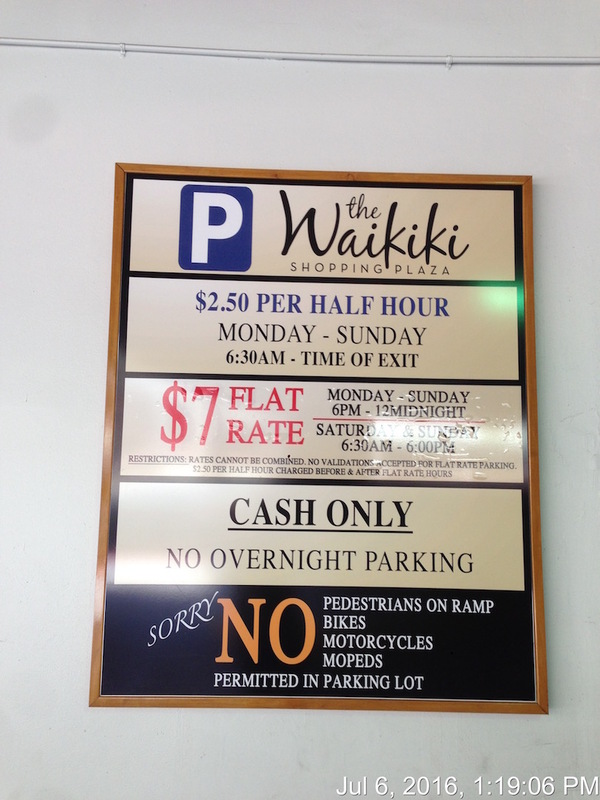 P
the
Waikiki
SHOPPING PLAZA
$2.50 PER HALF HOUR
MONDAY - SUNDAY
6:30AM - TIME OF EXIT
$7 FLAT RATE
MONDAY - SUNDAY
6PM - 12MIDNIGHT
SATURDAY & SUNDAY
6:30AM - 6:00PM
RESTRICTIONS: RATES CANNOT BE COMBINED. NO VALIDATIONS ACCEPTED FOR FLAT RATE PARKING.
$2.50 PER HALF HOUR CHARGED BEFORE & AFTER FLAT RATE HOURS
CASH ONLY
NO OVERNIGHT PARKING
SORRY NO
PEDESTRIANS ON RAMP
BIKES
MOTORCYCLES
MOPEDS
PERMITTED IN PARKING LOT
Jul 6, 2016, 1:19:06 PM